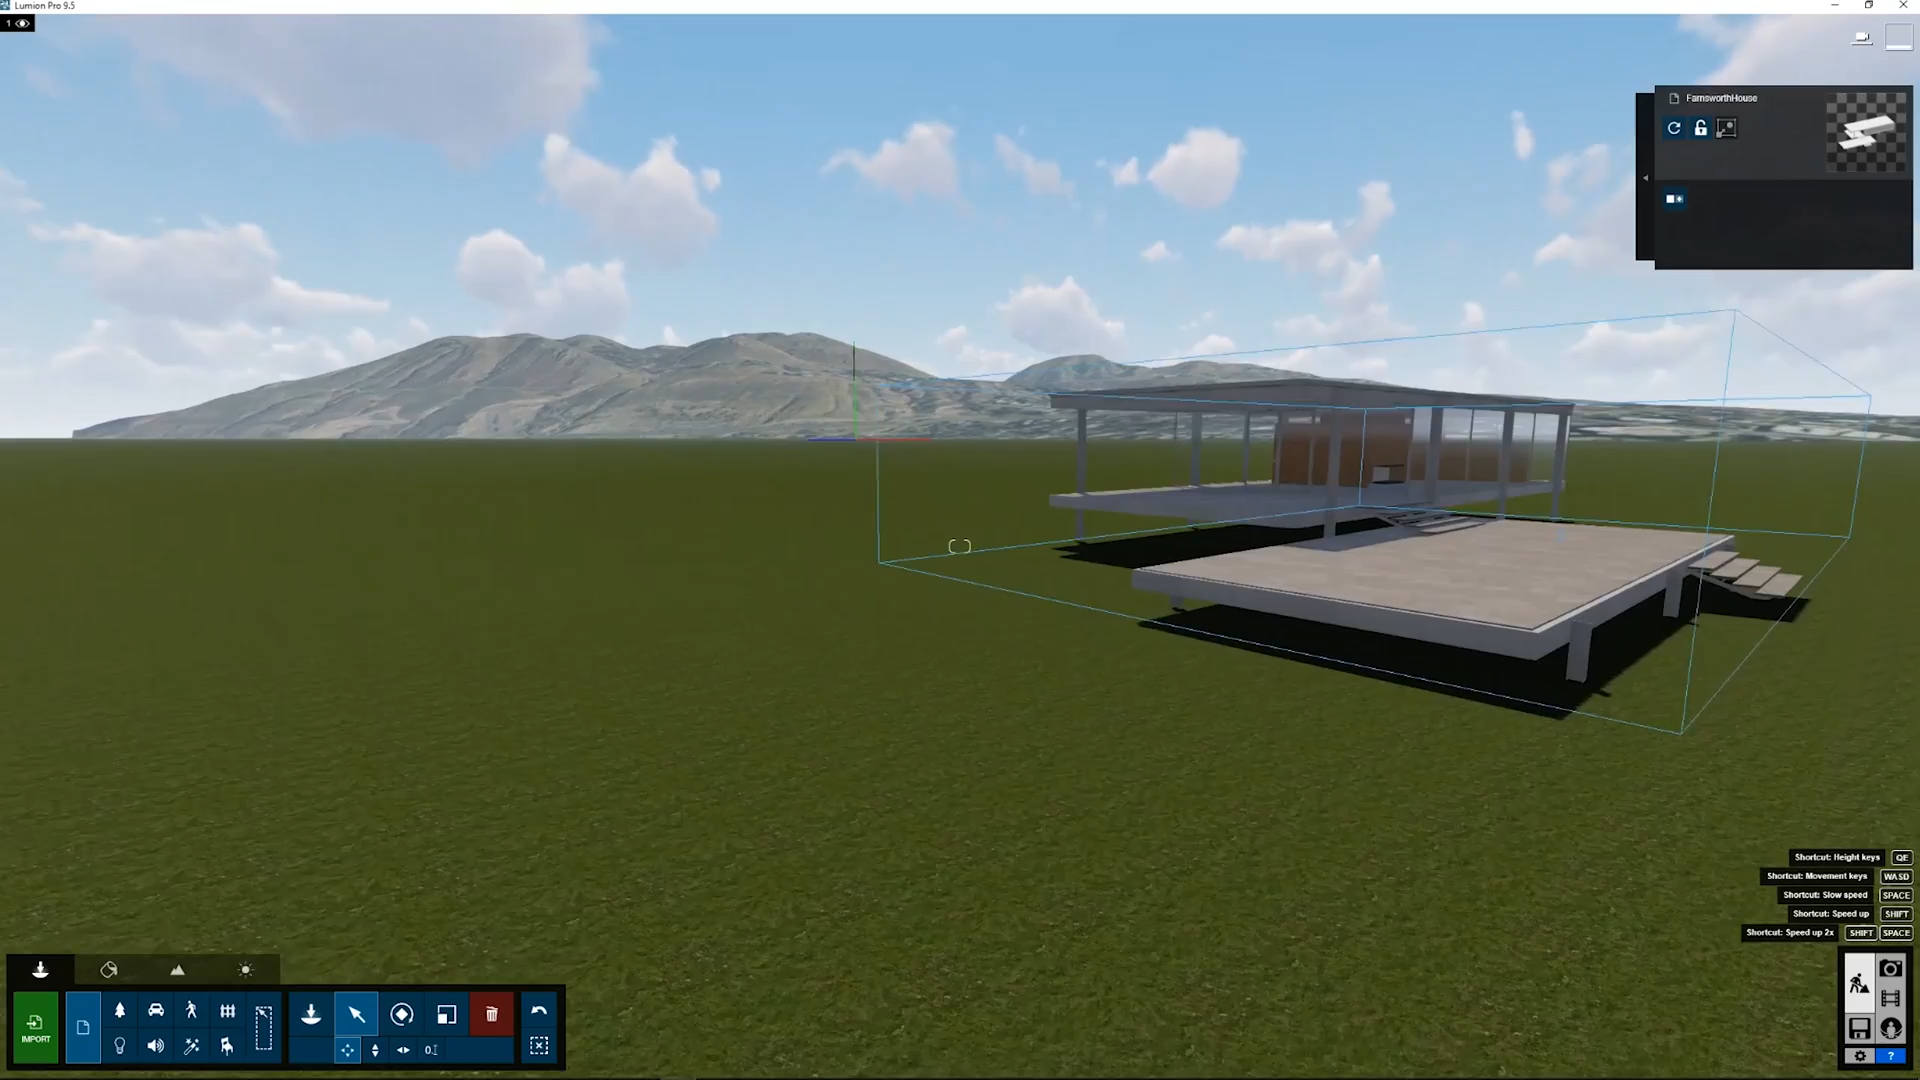 Lumion Pro 9.5
1
FarnsworthHouse
Shortcut: Height keys QE
Shortcut: Movement keys WASD
Shortcut: Slow speed SPACE
Shortcut: Speed up SHIFT
Shortcut: Speed up 2x SHIFT SPACE
IMPORT
?